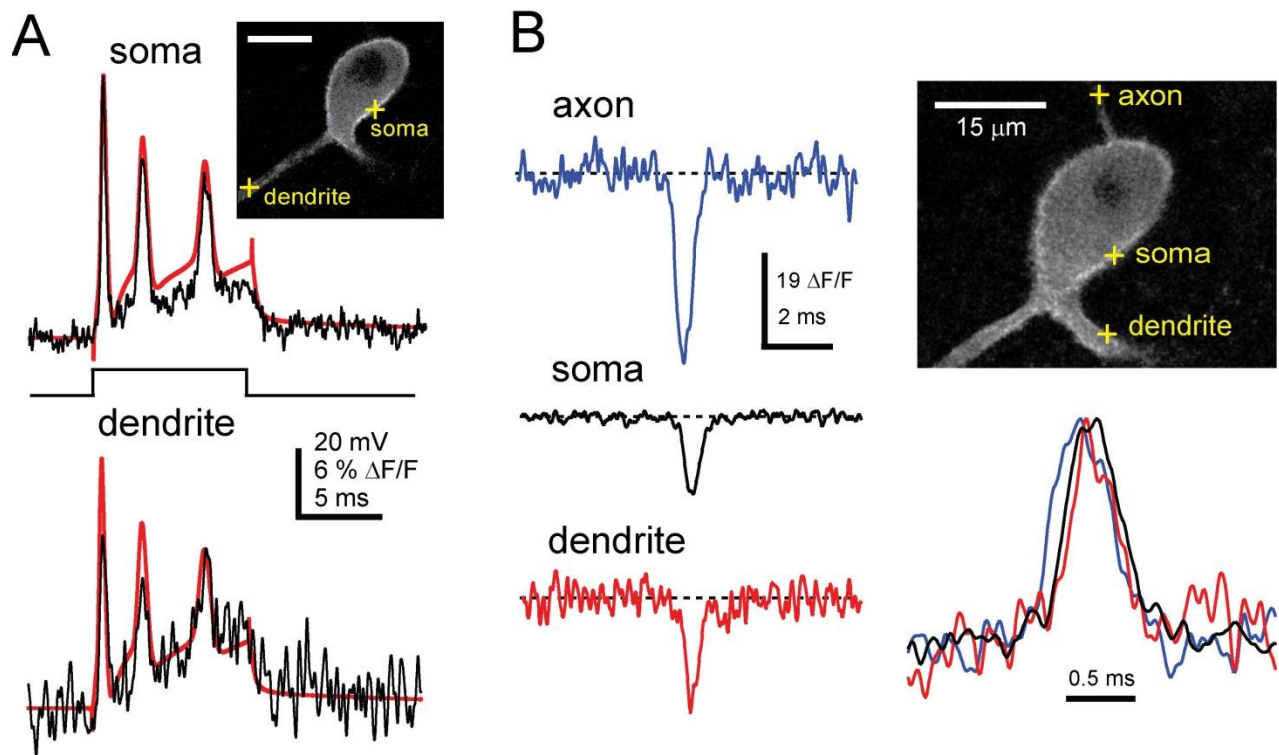 A
soma
soma
dendrite
dendrite
20 mV
6 % ΔF/F
5 ms
B
axon
19 ΔF/F
2 ms
soma
dendrite
axon
15 μm
soma
dendrite
0.5 ms